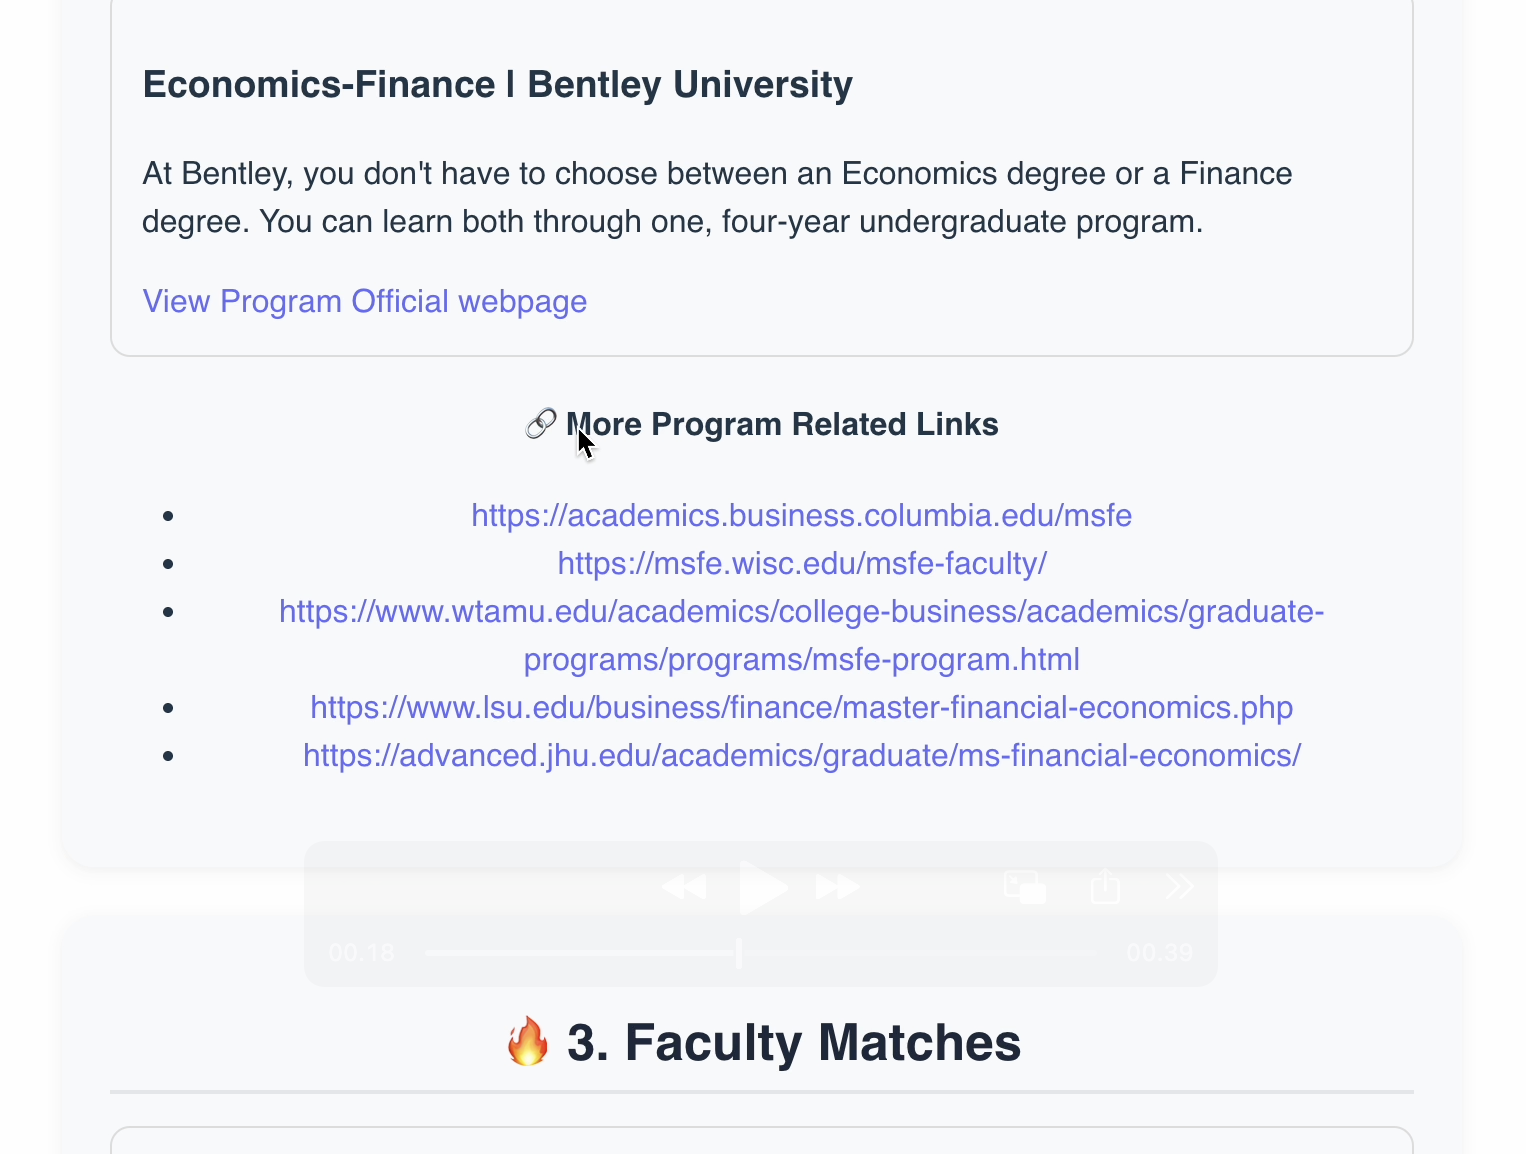 Economics-Finance | Bentley University
At Bentley, you don't have to choose between an Economics degree or a Finance
degree. You can learn both through one, four-year undergraduate program.
View Program Official webpage
🔗 More Program Related Links
• https://academics.business.columbia.edu/msfe
• https://msfe.wisc.edu/msfe-faculty/
• https://www.wtamu.edu/academics/college-business/academics/graduate-
programs/programs/msfe-program.html
• https://www.lsu.edu/business/finance/master-financial-economics.php
• https://advanced.jhu.edu/academics/graduate/ms-financial-economics/
00:18 00:39
🔥 3. Faculty Matches